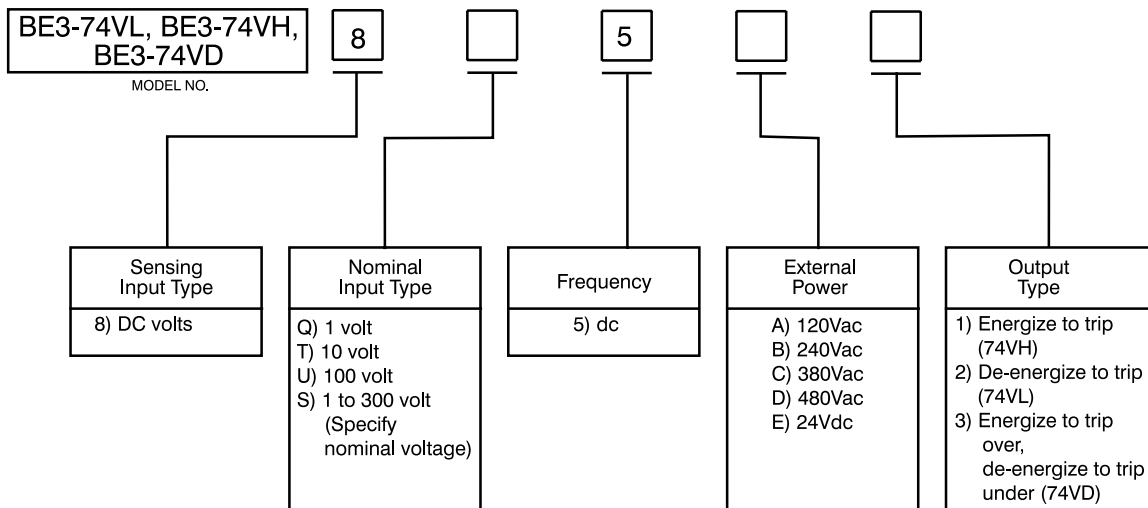 BE3-74VL, BE3-74VH,
BE3-74VD
MODEL NO.
8
5
Sensing
Input Type
8) DC volts
Nominal
Input Type
Q) 1 volt
T) 10 volt
U) 100 volt
S) 1 to 300 volt
(Specify
nominal voltage)
Frequency
5) dc
External
Power
A) 120Vac
B) 240Vac
C) 380Vac
D) 480Vac
E) 24Vdc
Output
Type
1) Energize to trip
(74VH)
2) De-energize to trip
(74VL)
3) Energize to trip
over,
de-energize to trip
under (74VD)